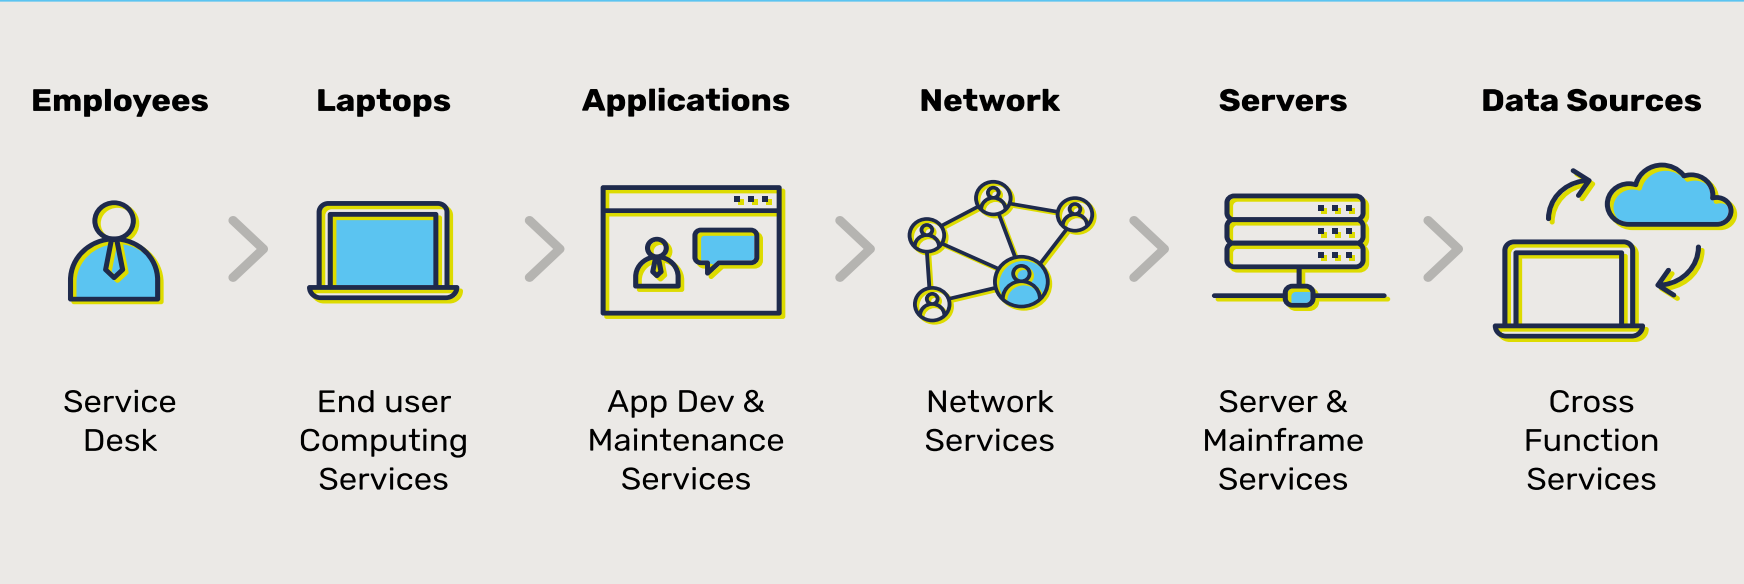 Employees
Laptops
Applications
Network
Servers
Data Sources
Service
Desk
End user
Computing
Services
App Dev &
Maintenance
Services
Network
Services
Server &
Mainframe
Services
Cross
Function
Services